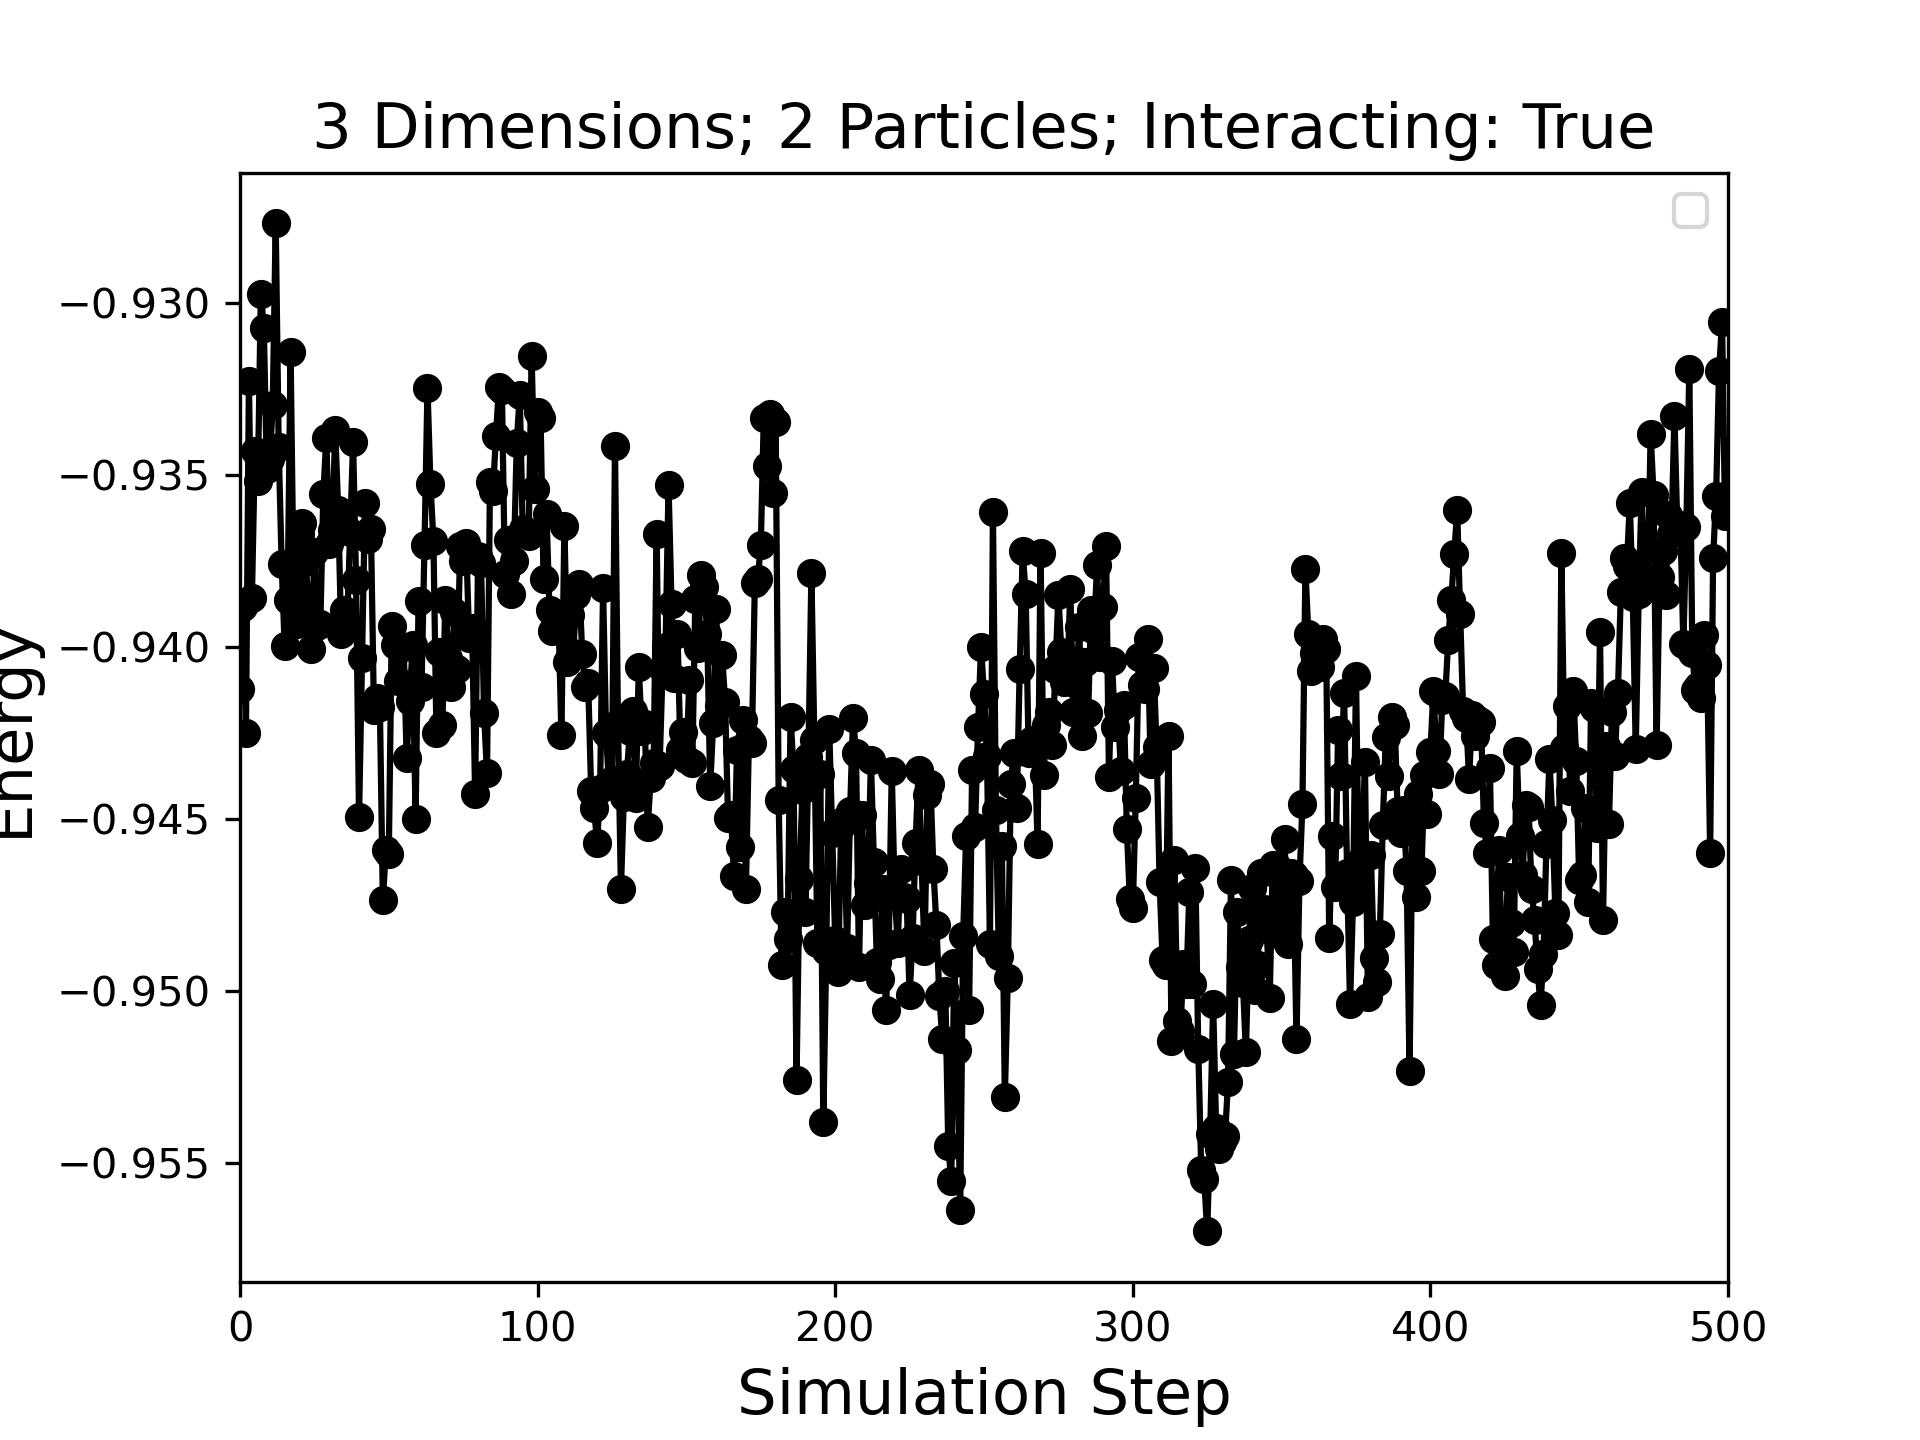 3 Dimensions; 2 Particles; Interacting: True
−0.930
−0.935
−0.940
−0.945
−0.950
−0.955
Energy
0 100 200 300 400 500
Simulation Step